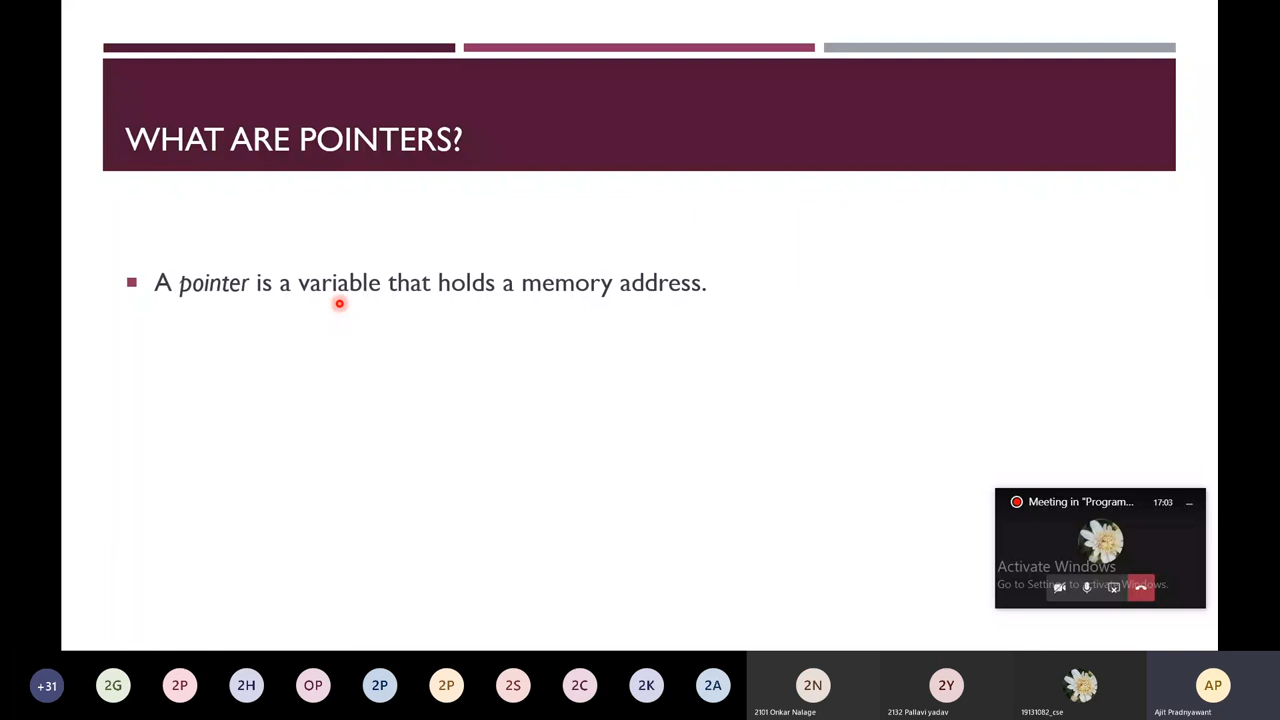 WHAT ARE POINTERS?
A pointer is a variable that holds a memory address.
Meeting in "Program... 17:03
Activate Windows
Go to Settings to activate Windows.
+31 2G 2P 2H OP 2P 2P 2S 2C 2K 2A 2N 2Y AP
2101 Onkar Nalage 2132 Pallavi yadav 19131082_cse Ajit Pradnyawant